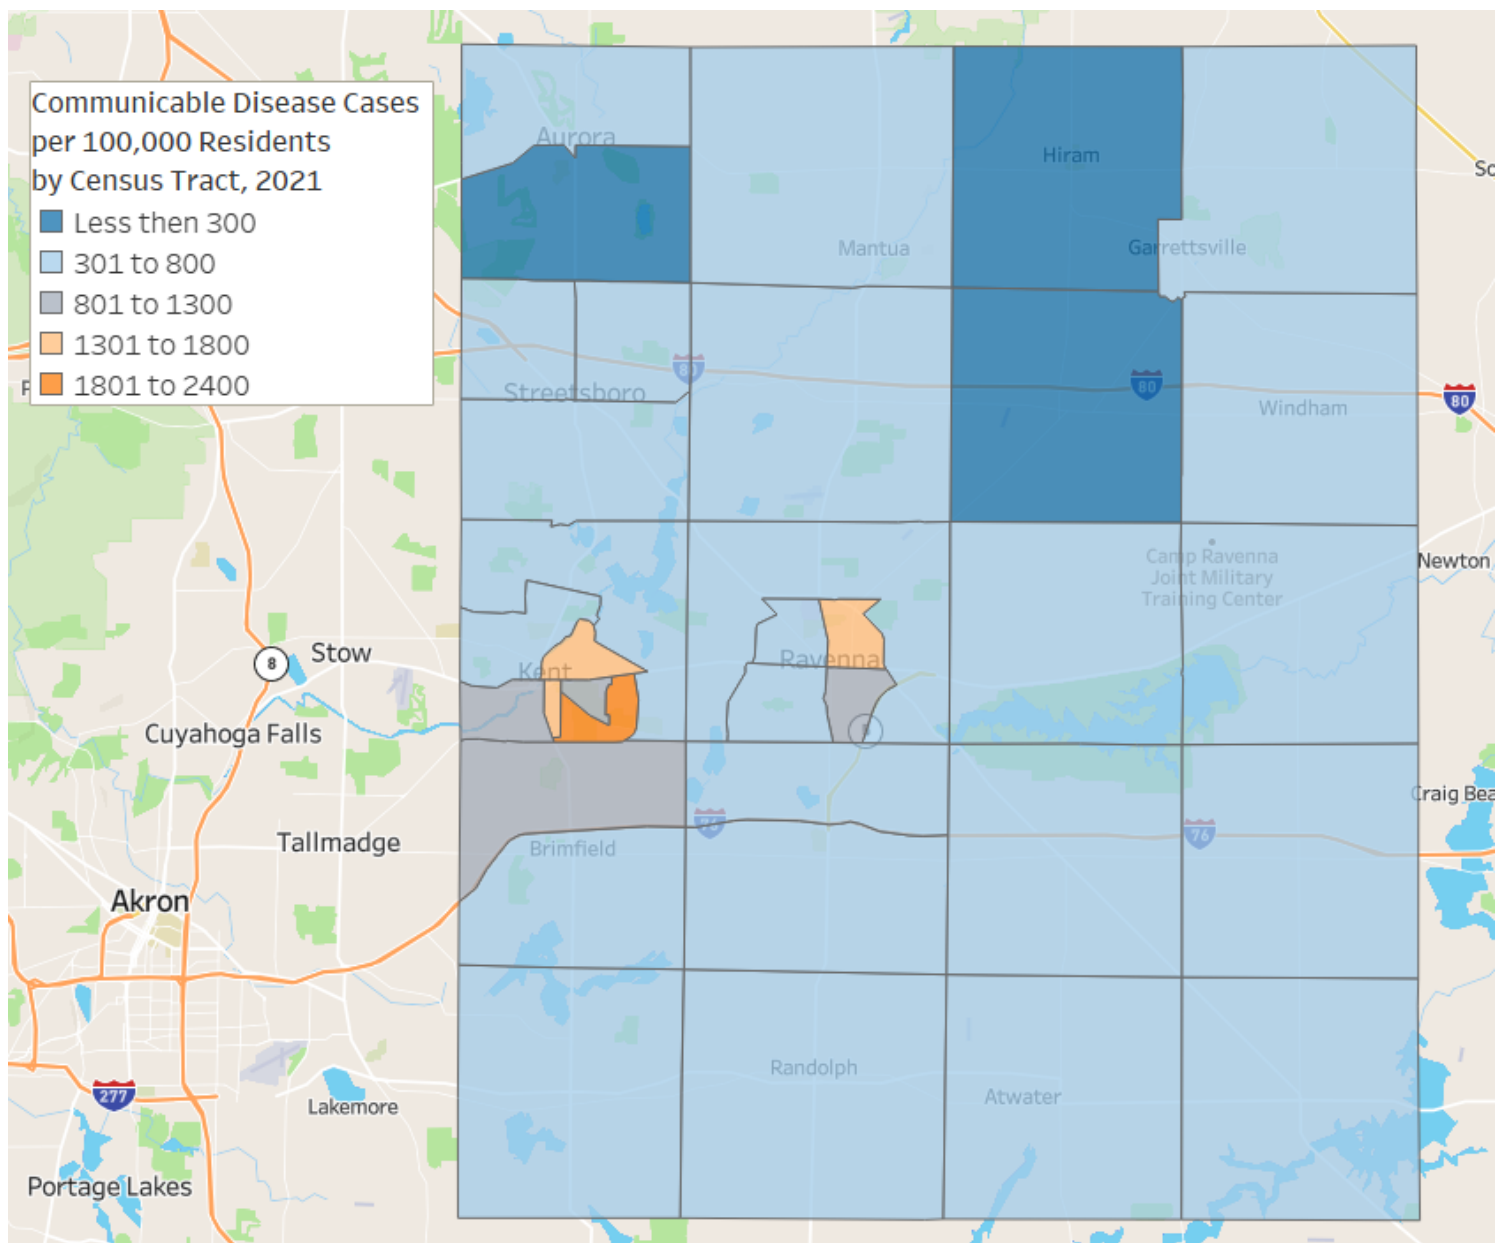 Communicable Disease Cases
per 100,000 Residents
by Census Tract, 2021
Less then 300
301 to 800
801 to 1300
1301 to 1800
1801 to 2400
Aurora
Hiram
Mantua
Garrettsville
So
80
Streetsboro
80
Windham
80
Camp Ravenna
Joint Military
Training Center
Newton
8
Stow
Kent
Ravenna
Cuyahoga Falls
Craig Bea
Tallmadge
76
76
Brimfield
Akron
Randolph
Atwater
277
Lakemore
Portage Lakes